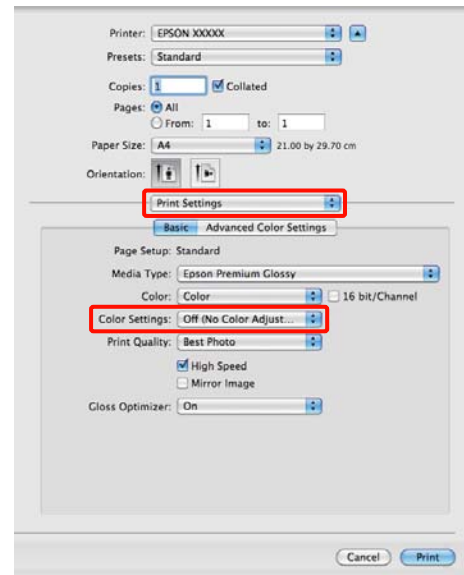 Printer: EPSON XXXXX
Presets: Standard
Copies: 1 Collated
Pages: All
From: 1 to: 1
Paper Size: A4 21.00 by 29.70 cm
Orientation:
Print Settings
Basic Advanced Color Settings
Page Setup: Standard
Media Type: Epson Premium Glossy
Color: Color 16 bit/Channel
Color Settings: Off (No Color Adjust...
Print Quality: Best Photo
High Speed
Mirror Image
Gloss Optimizer: On
Cancel Print